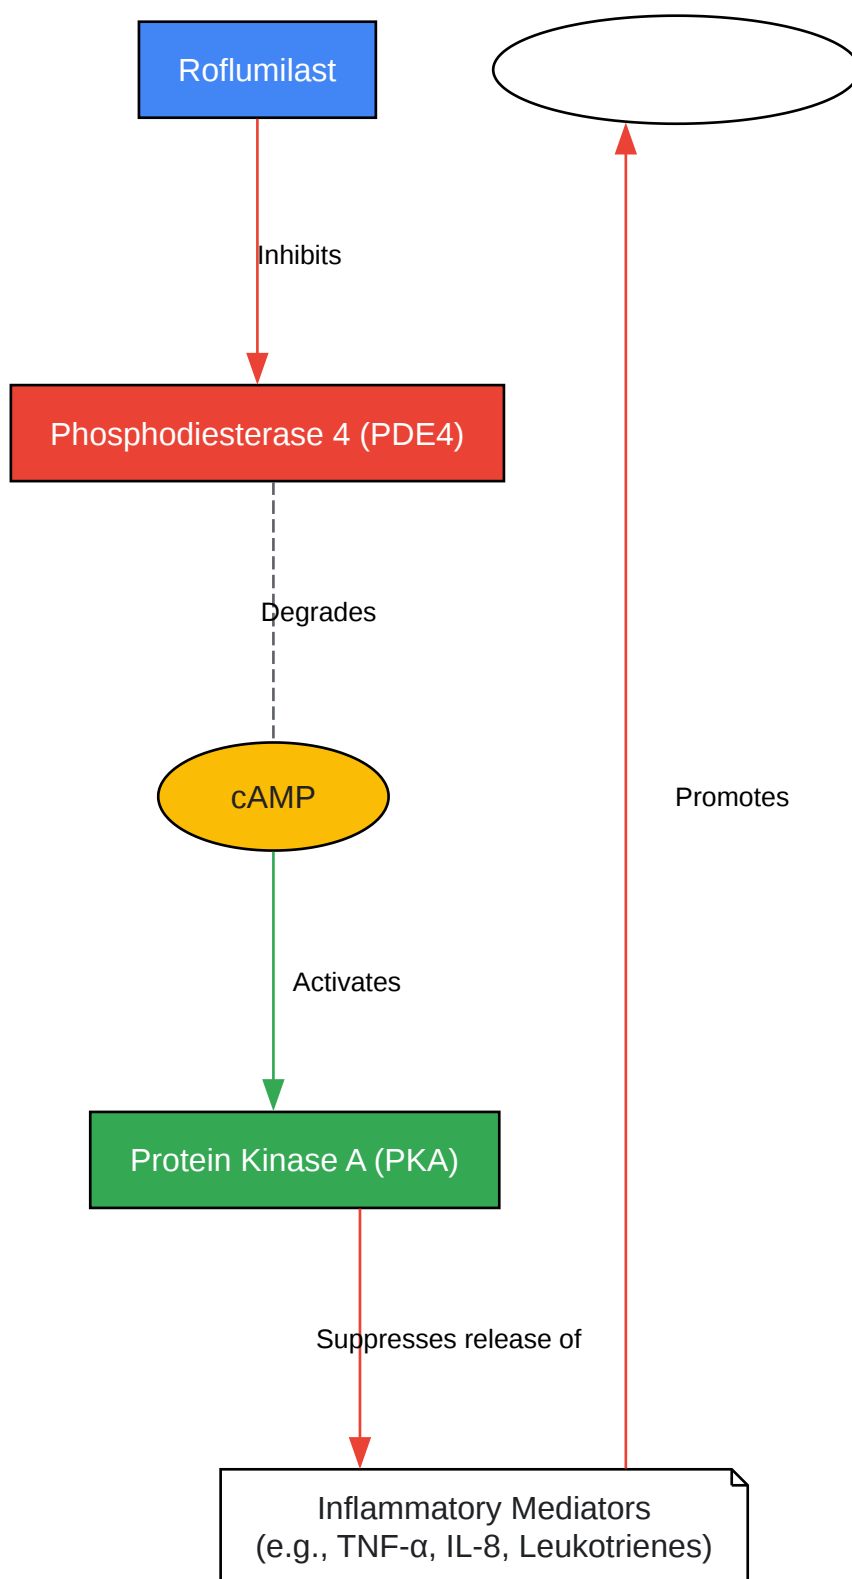 Roflumilast
Inhibits
Phosphodiesterase 4 (PDE4)
Degrades
cAMP
Promotes
Activates
Protein Kinase A (PKA)
Suppresses release of
Inflammatory Mediators
(e.g., TNF-α, IL-8, Leukotrienes)